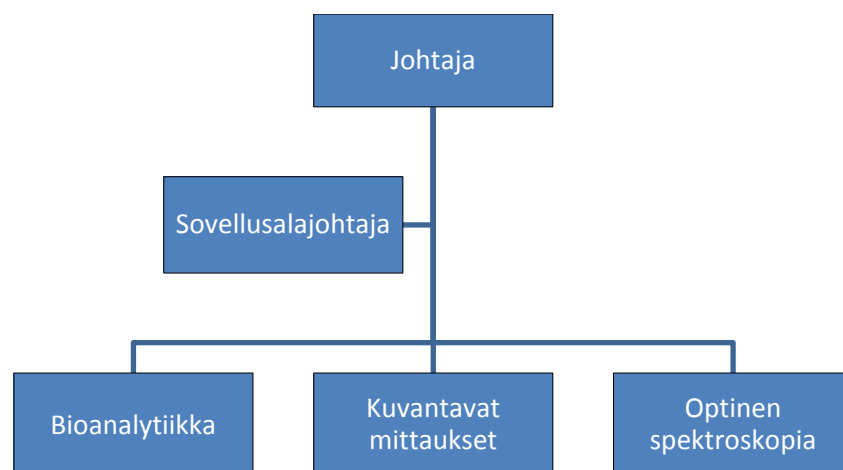 Johtaja
Sovellusalajohtaja
Bioanalytiikka
Kuvantavat
mittaukset
Optinen
spektroskopia